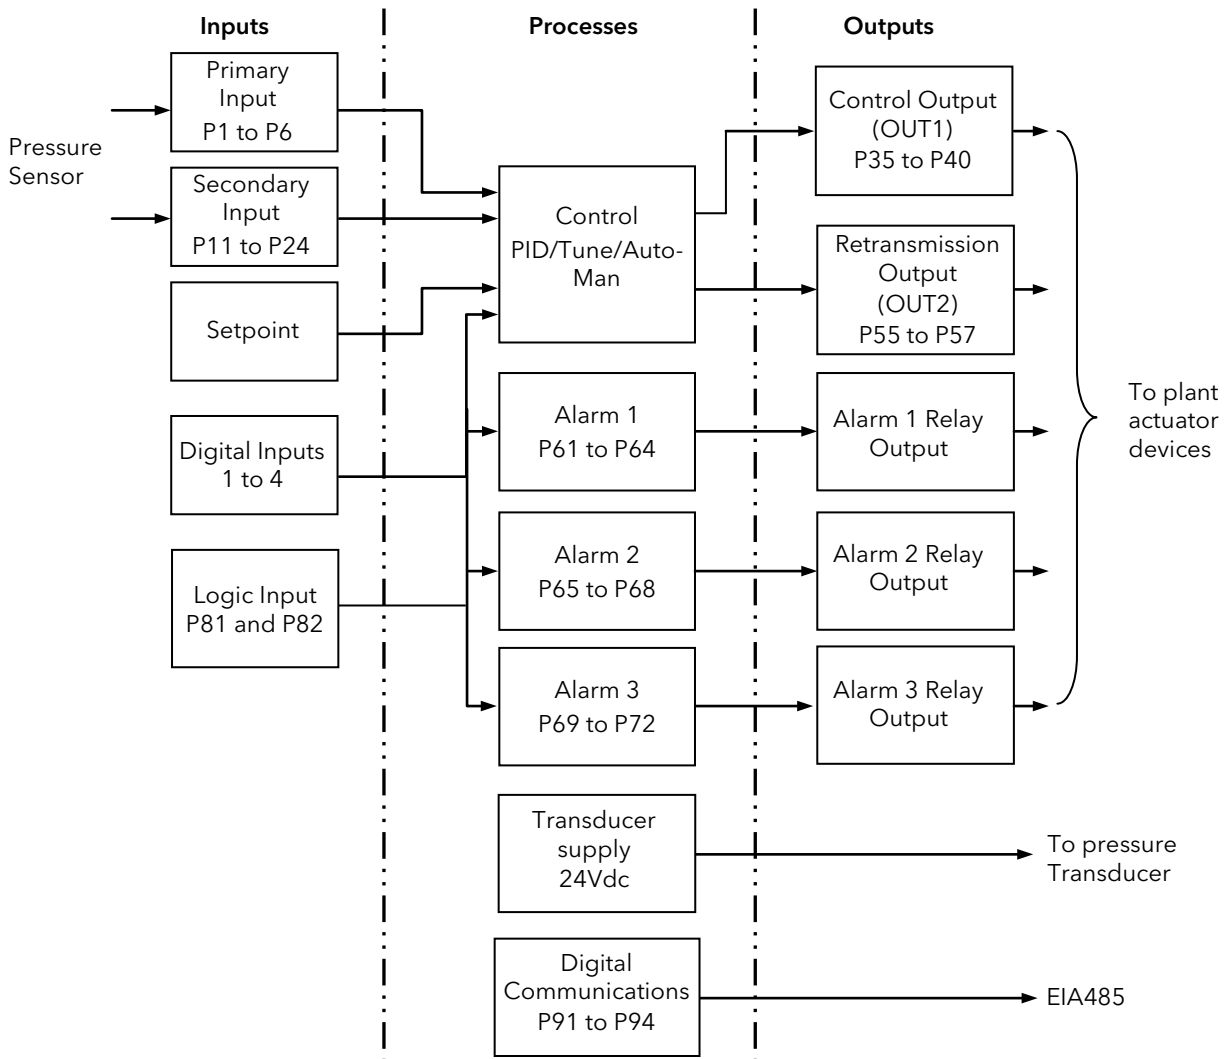 Inputs
Processes
Outputs
Pressure
Sensor
Primary
Input
P1 to P6
Secondary
Input
P11 to P24
Setpoint
Digital Inputs
1 to 4
Logic Input
P81 and P82
Control
PID/Tune/Auto-
Man
Alarm 1
P61 to P64
Alarm 2
P65 to P68
Alarm 3
P69 to P72
Transducer
supply
24Vdc
Digital
Communications
P91 to P94
Control Output
(OUT1)
P35 to P40
Retransmission
Output
(OUT2)
P55 to P57
Alarm 1 Relay
Output
Alarm 2 Relay
Output
Alarm 3 Relay
Output
To plant
actuator
devices
To pressure
Transducer
EIA485